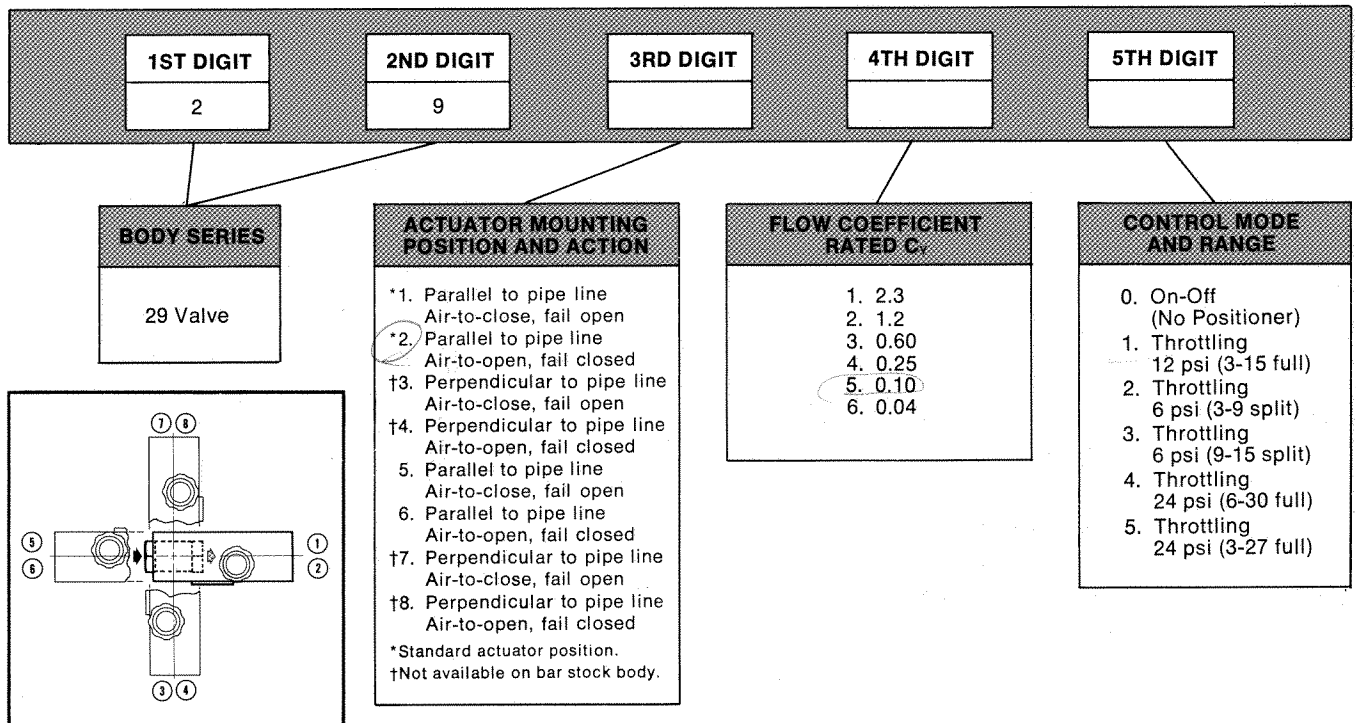 1ST DIGIT
2
2ND DIGIT
9
3RD DIGIT
4TH DIGIT
5TH DIGIT
BODY SERIES
29 Valve
ACTUATOR MOUNTING
POSITION AND ACTION
*1. Parallel to pipe line
Air-to-close, fail open
*2. Parallel to pipe line
Air-to-open, fail closed
†3. Perpendicular to pipe line
Air-to-close, fail open
†4. Perpendicular to pipe line
Air-to-open, fail closed
5. Parallel to pipe line
Air-to-close, fail open
6. Parallel to pipe line
Air-to-open, fail closed
†7. Perpendicular to pipe line
Air-to-close, fail open
†8. Perpendicular to pipe line
Air-to-open, fail closed
*Standard actuator position.
†Not available on bar stock body.
FLOW COEFFICIENT
RATED Cv
1. 2.3
2. 1.2
3. 0.60
4. 0.25
5. 0.10
6. 0.04
CONTROL MODE
AND RANGE
0. On-Off
(No Positioner)
1. Throttling
12 psi (3-15 full)
2. Throttling
6 psi (3-9 split)
3. Throttling
6 psi (9-15 split)
4. Throttling
24 psi (6-30 full)
5. Throttling
24 psi (3-27 full)
7 8
5
6
1
2
3 4